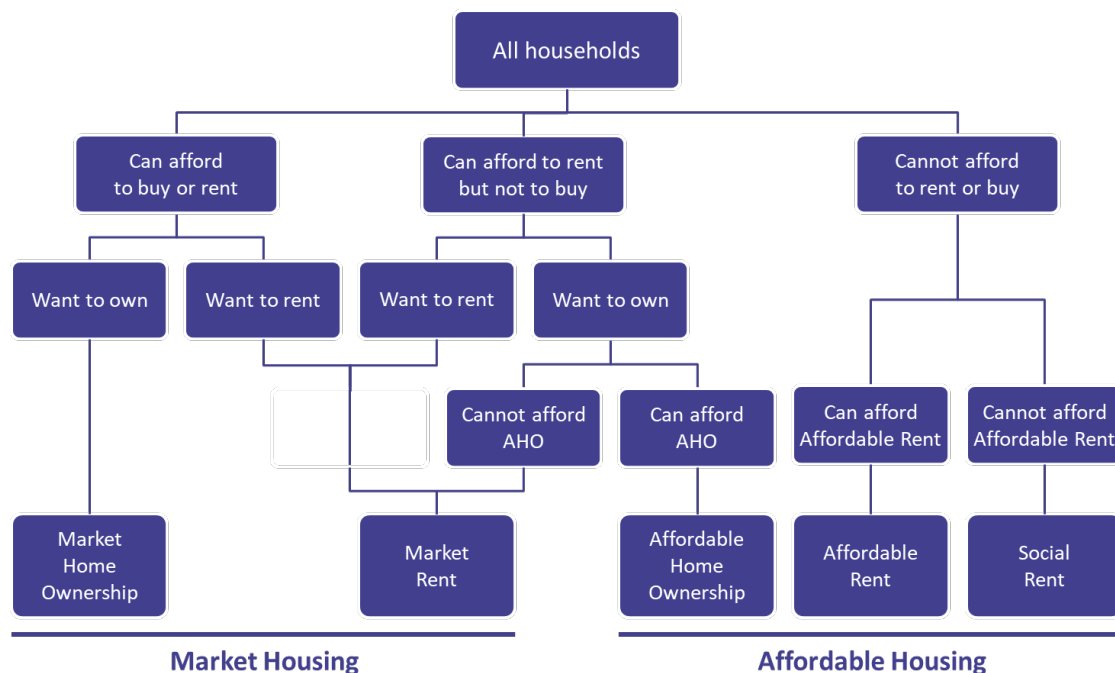 All households
Can afford
to buy or rent
Can afford to rent
but not to buy
Cannot afford
to rent or buy
Want to own
Want to rent
Want to rent
Want to own
Cannot afford
AHO
Can afford
AHO
Can afford
Affordable Rent
Cannot afford
Affordable Rent
Market
Home
Ownership
Market
Rent
Affordable
Home
Ownership
Affordable
Rent
Social
Rent
Market Housing
Affordable Housing